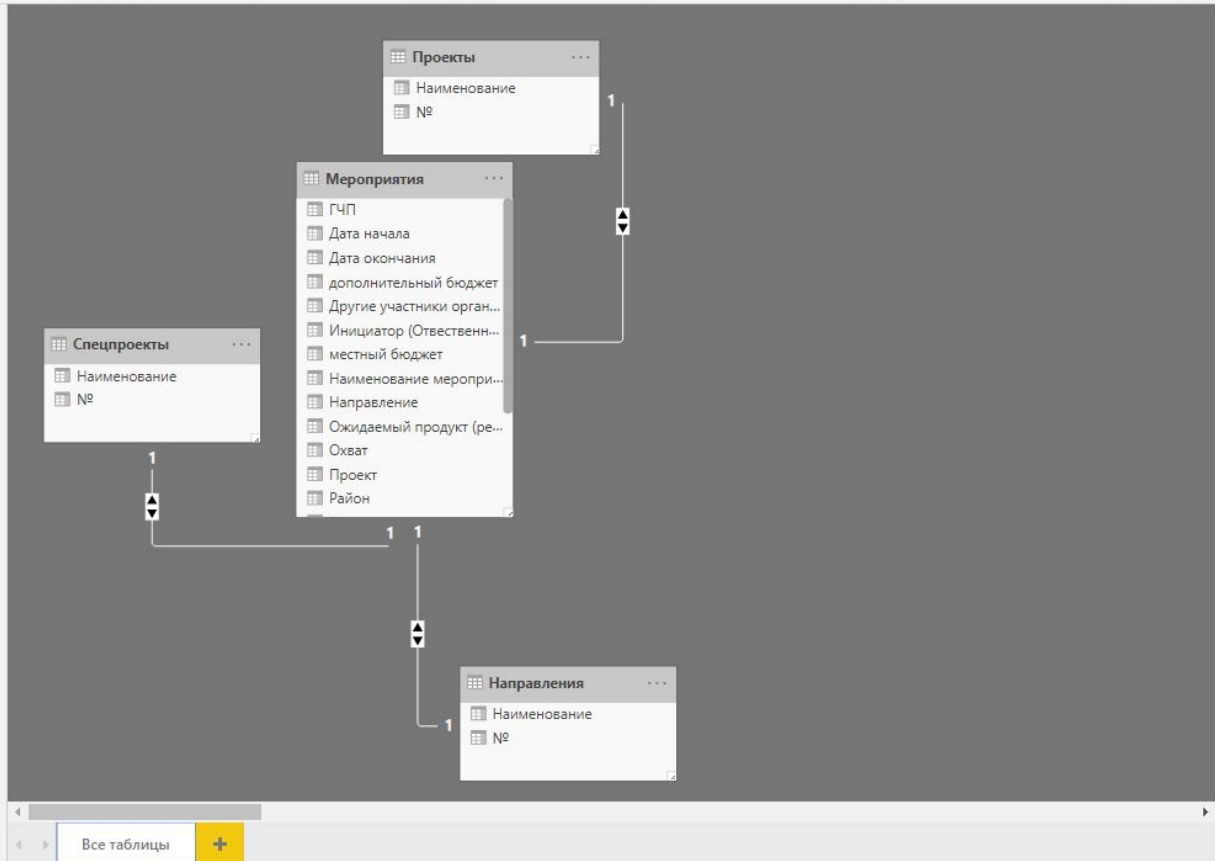 Проекты
Наименование
№
1
Мероприятия
ГЧП
Дата начала
Дата окончания
дополнительный бюджет
Другие участники орган...
Инициатор (Отвественн...
местный бюджет
Наименование меропри...
Направление
Ожидаемый продукт (ре...
Охват
Проект
Район
1
Спецпроекты
Наименование
№
1
1 1
Направления
Наименование
№
1
Все таблицы
+